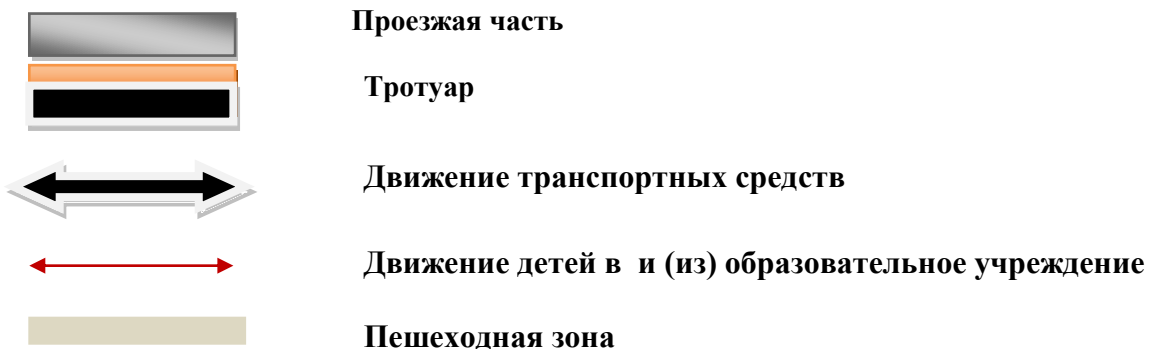 Проезжая часть
Тротуар
Движение транспортных средств
Движение детей в и (из) образовательное учреждение
Пешеходная зона